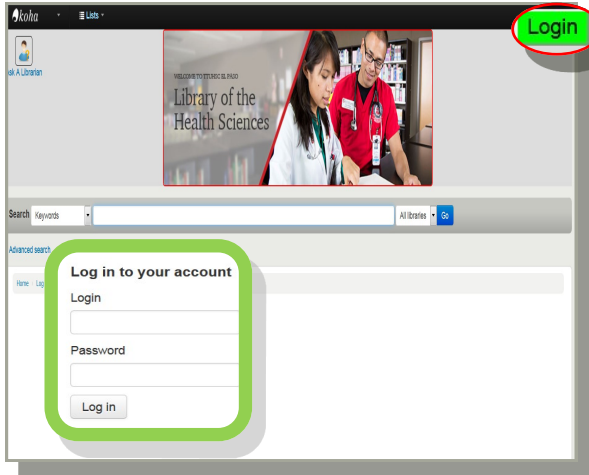 koha
Lists
Login
Ask A Librarian
WELCOME TO TTUHSC EL PASO
Library of the
Health Sciences
Search
Keywords
All libraries
Go
Advanced search
Home
Log
Log in to your account
Login
Password
Log in